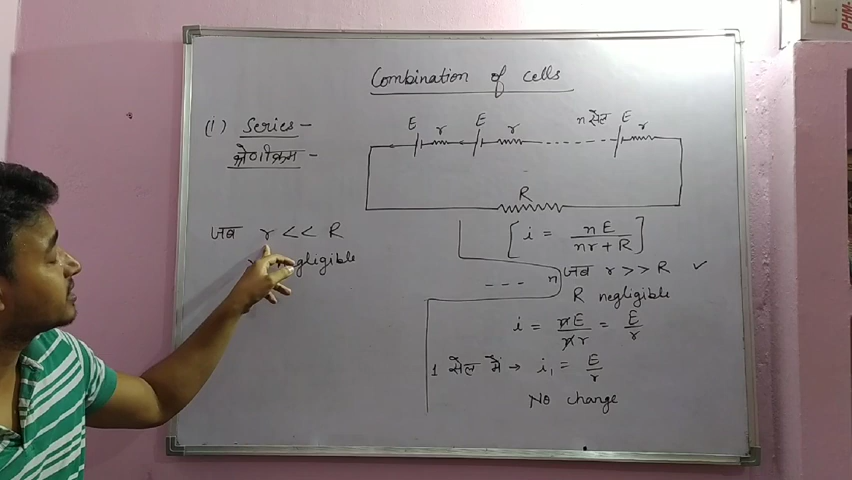 Combination of cells
(1) Series -
श्रेणीक्रम -
E r E r n सेल E r
R
i = nE / nr + R
जब r << R
r negligible
जब r >> R ✓
--- n
R negligible
i = nE / nr = E / r
1 सेल में → i₁ = E / r
No change